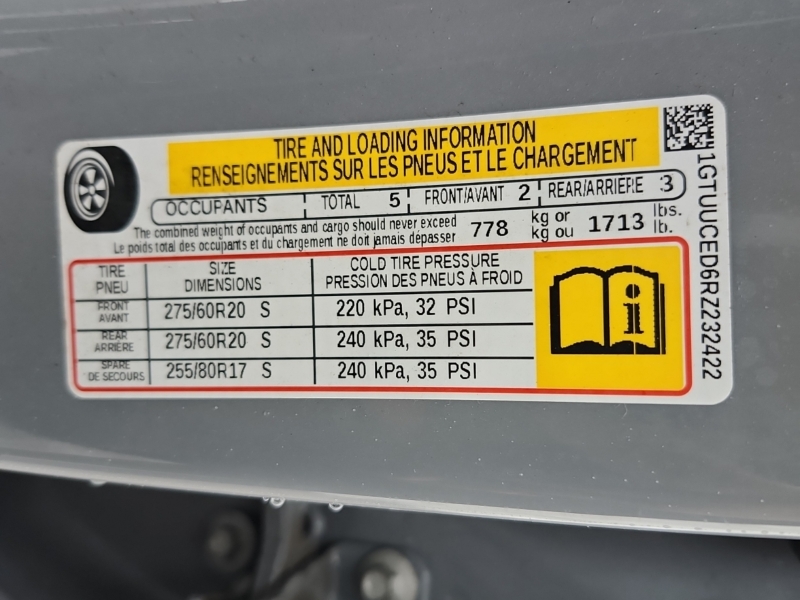 TIRE AND LOADING INFORMATION
RENSEIGNEMENTS SUR LES PNEUS ET LE CHARGEMENT
OCCUPANTS TOTAL 5 FRONT/AVANT 2 REAR/ARRIERE 3
The combined weight of occupants and cargo should never exceed 778 kg or 1713 lbs.
Le poids total des occupants et du chargement ne doit jamais dépasser kg ou lb.
TIRE SIZE COLD TIRE PRESSURE
PNEU DIMENSIONS PRESSION DES PNEUS À FROID
FRONT AVANT 275/60R20 S 220 kPa, 32 PSI
REAR ARRIÈRE 275/60R20 S 240 kPa, 35 PSI
SPARE DE SECOURS 255/80R17 S 240 kPa, 35 PSI
i
1GTUUCED6RZ232422